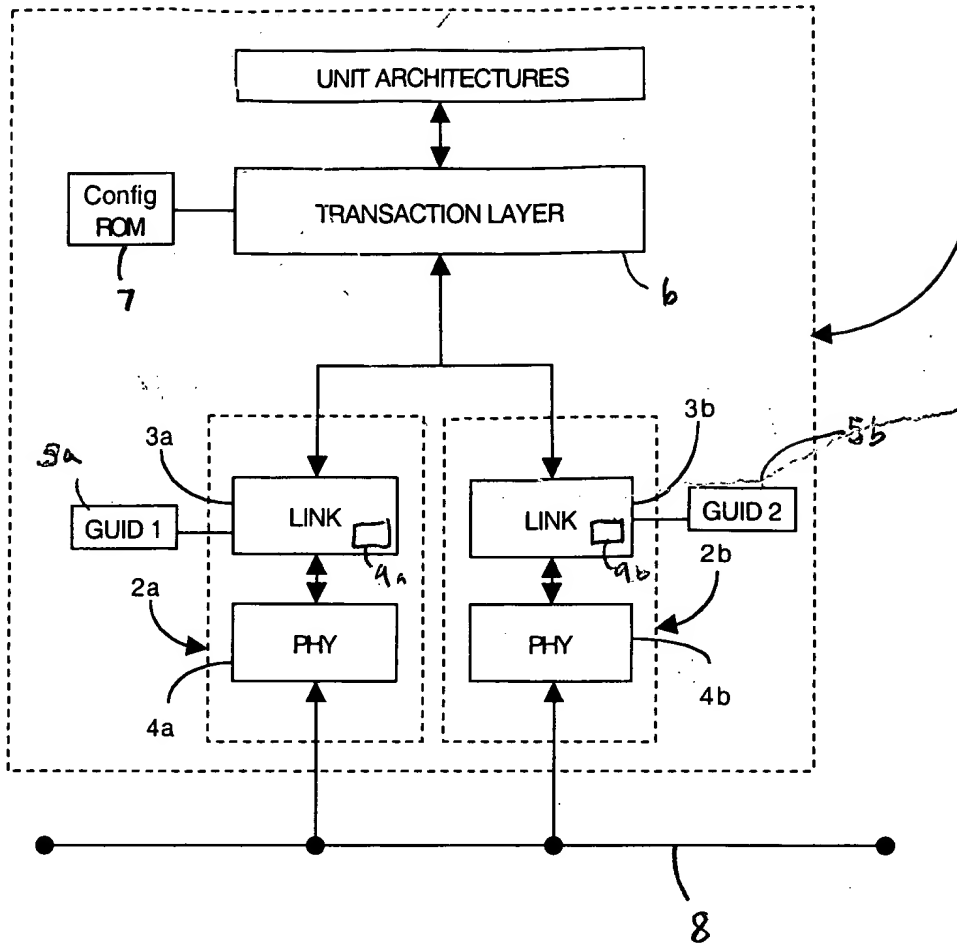 UNIT ARCHITECTURES
Config
ROM
TRANSACTION LAYER
7
6
3a
3b
5a
5b
GUID 1
LINK
LINK
GUID 2
9a
9b
2a
2b
PHY
PHY
4a
4b
8